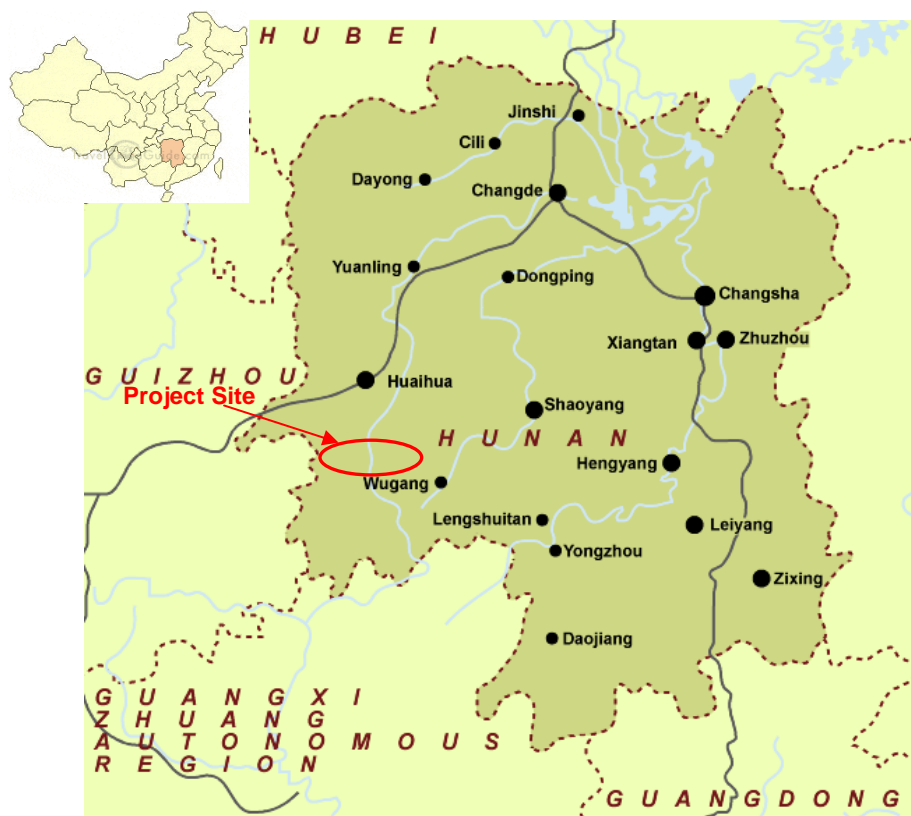 HUBEI
Jinshi
Cili
Dayong
Changde
Yuanling
Dongping
Changsha
Xiangtan
Zhuzhou
GUIZHOU
Huaihua
Project Site
Shaoyang
HUNAN
Hengyang
Wugang
Lengshuitan
Leiyang
Yongzhou
Zixing
Daojiang
GUANGXI
ZHUANG
AUTONOMOUS
REGION
GUANGDONG